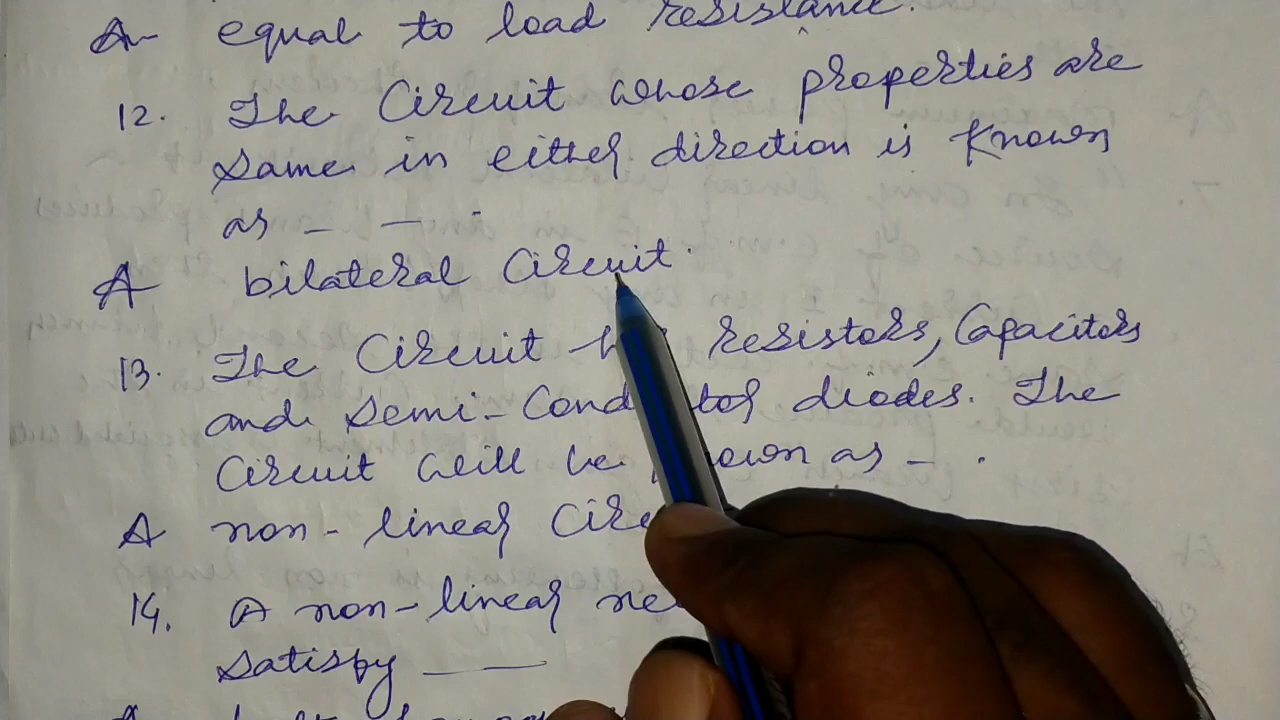 A equal to load resistance.
12. The Circuit whose properties are
same in either direction is known
as _ _ -
A bilateral Circuit.
13. The Circuit resistors, Capacitors
and semi-Conductor diodes. The
Circuit will be known as - .
A non-linear
14. A non-linear
satisfy ——